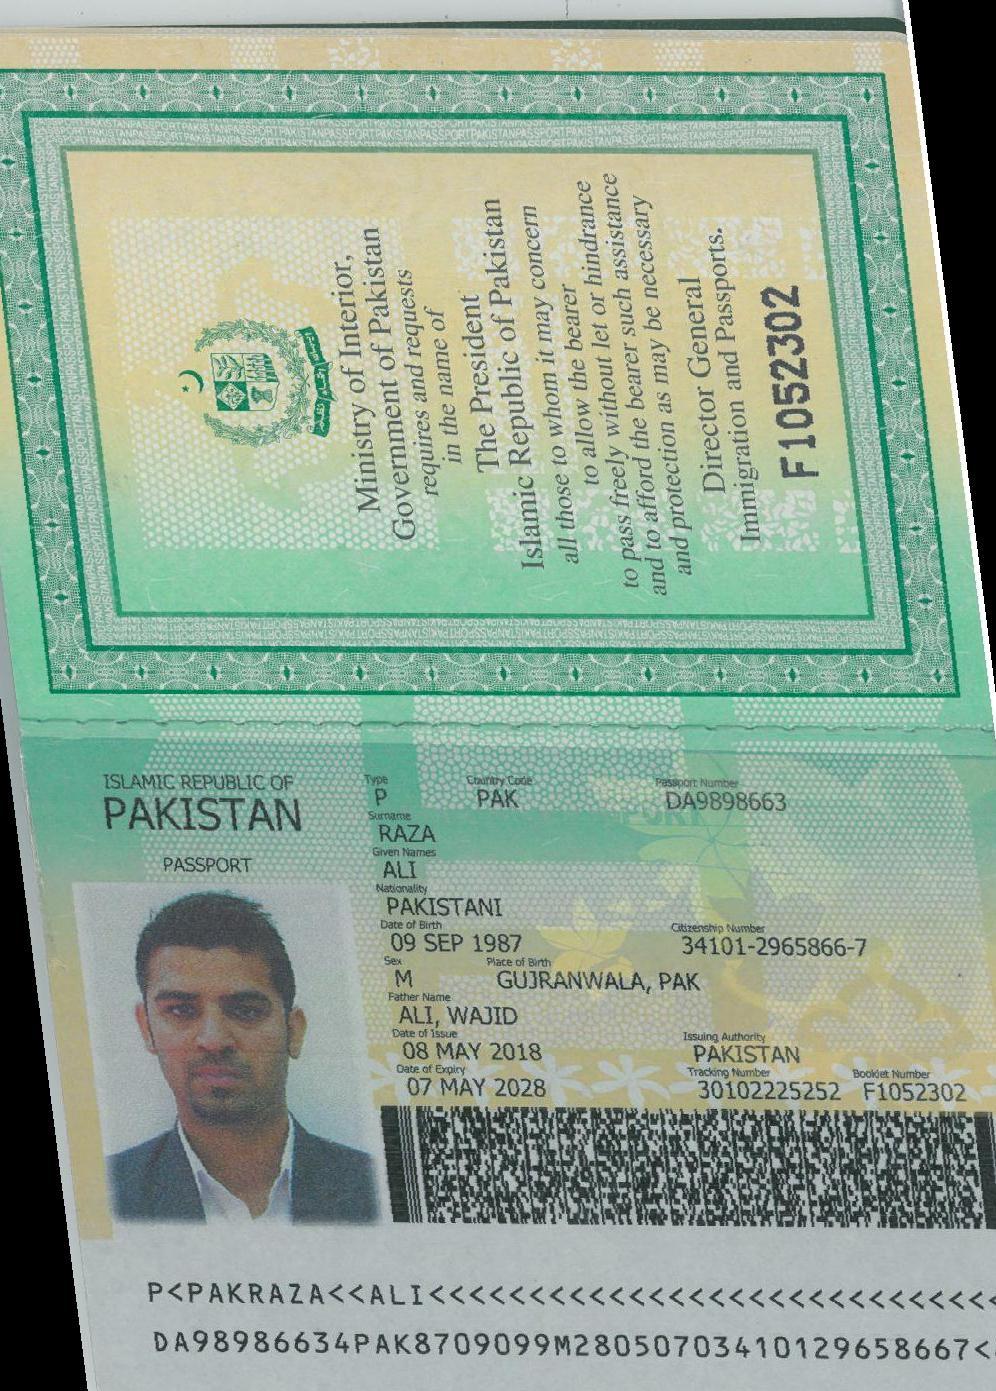 Ministry of Interior,
Government of Pakistan
requires and requests
in the name of
The President
Islamic Republic of Pakistan
all those to whom it may concern
to allow the bearer
to pass freely without let or hindrance
and to afford the bearer such assistance
and protection as may be necessary
Director General
Immigration and Passports.
F1052302
ISLAMIC REPUBLIC OF
PAKISTAN
PASSPORT
Type Country Code Passport Number
P PAK DA9898663
Surname
RAZA
Given Names
ALI
Nationality
PAKISTANI
Date of Birth Citizenship Number
09 SEP 1987 34101-2965866-7
Sex Place of Birth
M GUJRANWALA, PAK
Father Name
ALI, WAJID
Date of Issue Issuing Authority
08 MAY 2018 PAKISTAN
Date of Expiry Tracking Number Booklet Number
07 MAY 2028 30102225252 F1052302
P<PAKRAZA<<ALI<<<<<<<<<<<<<<<<<<<<<<<<<<<<<<
DA98986634PAK8709099M28050703410129658667<